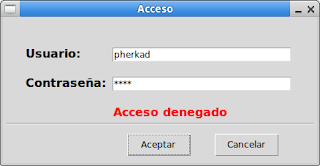 Acceso
Usuario: pherkad
Contraseña: ****
Acceso denegado
Aceptar Cancelar